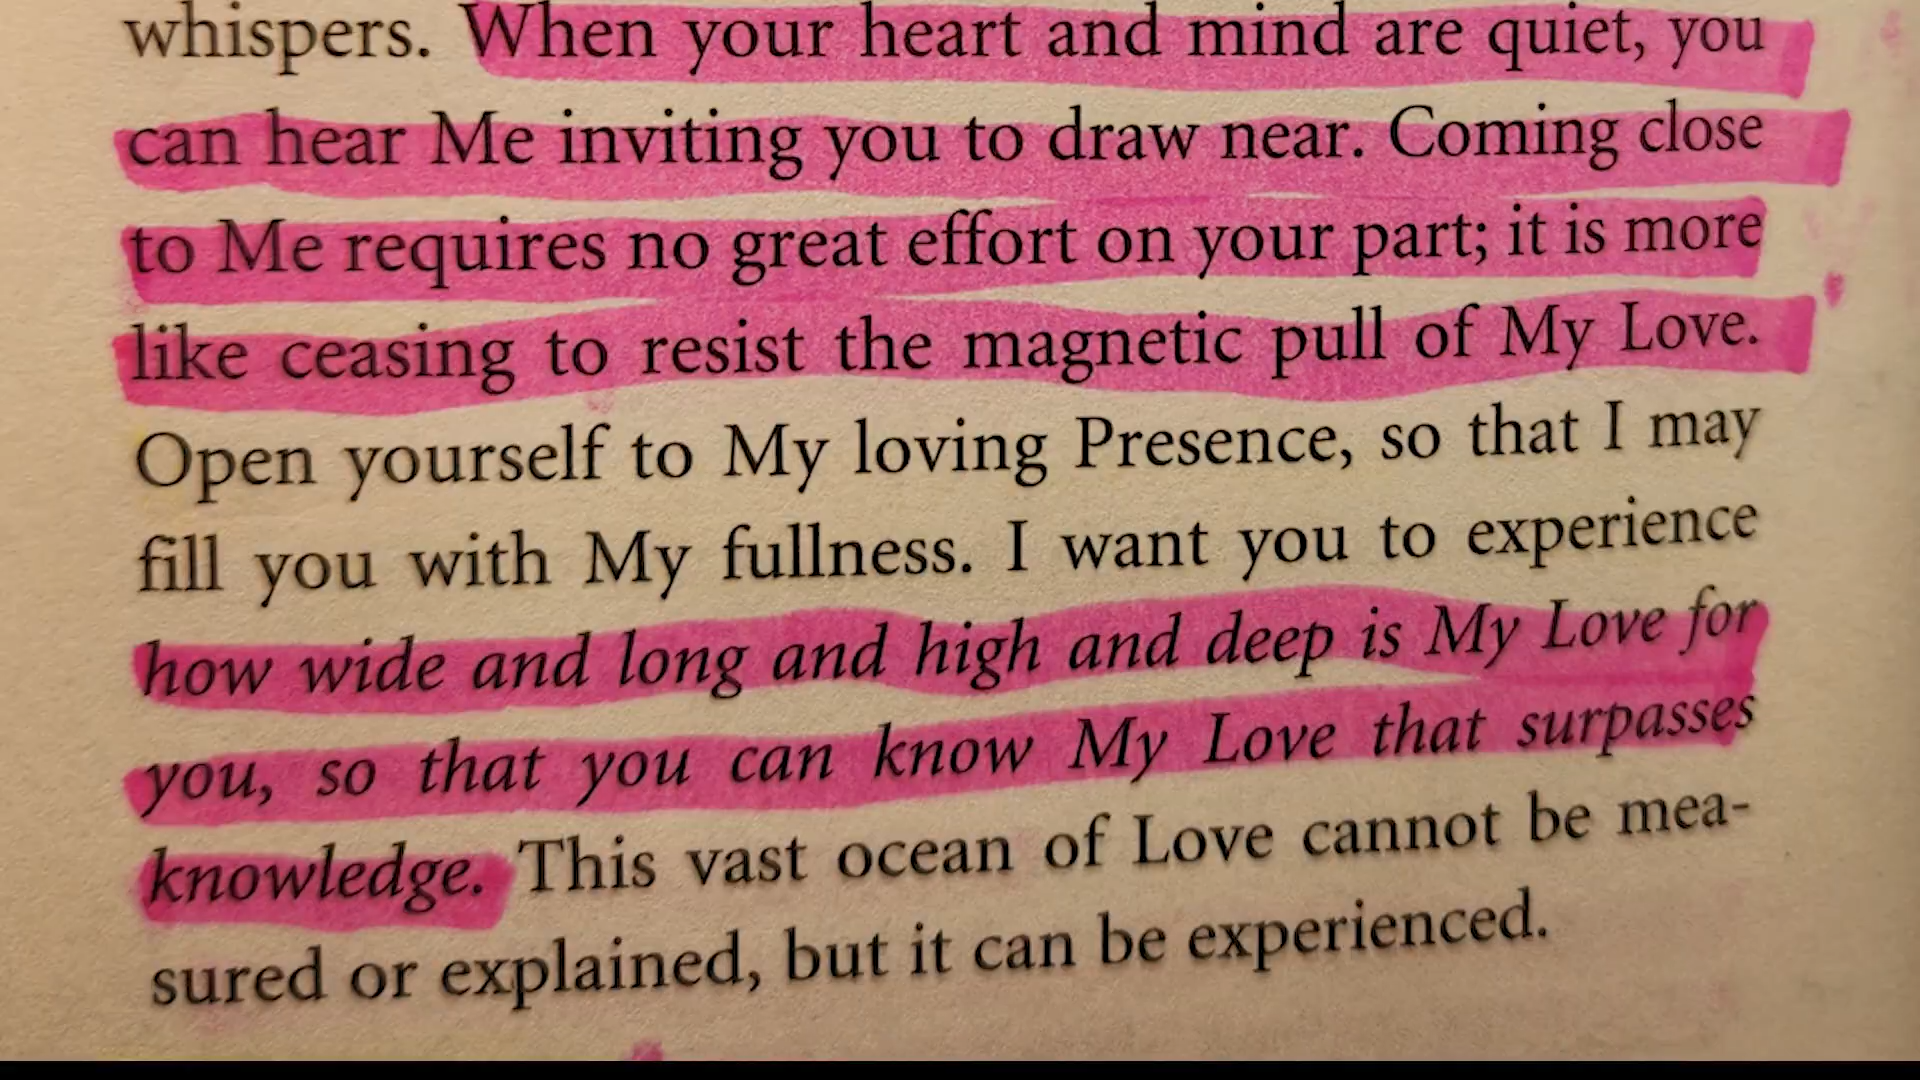 whispers. When your heart and mind are quiet, you
can hear Me inviting you to draw near. Coming close
to Me requires no great effort on your part; it is more
like ceasing to resist the magnetic pull of My Love.
Open yourself to My loving Presence, so that I may
fill you with My fullness. I want you to experience
how wide and long and high and deep is My Love for
you, so that you can know My Love that surpasses
knowledge. This vast ocean of Love cannot be mea-
sured or explained, but it can be experienced.